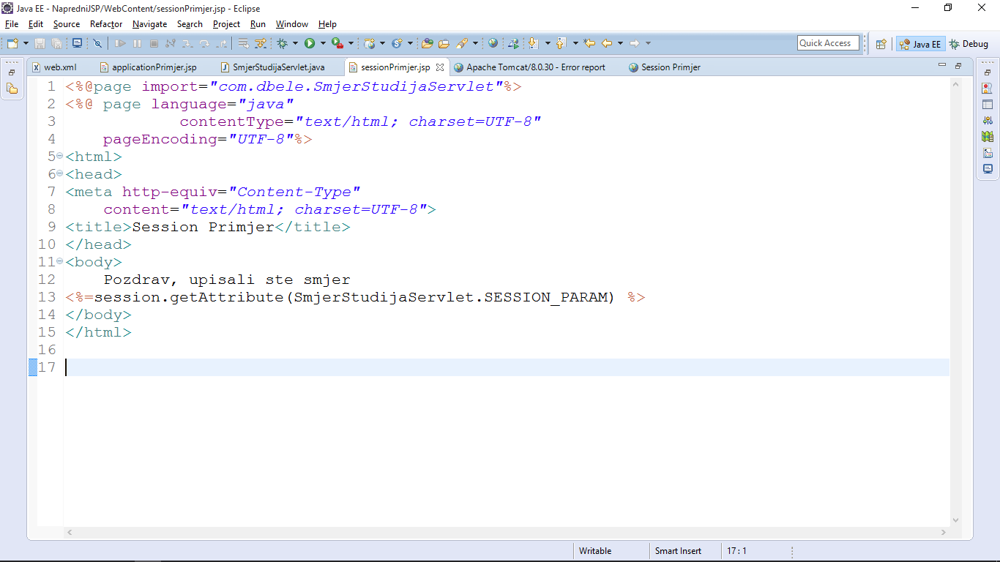 Java EE - NapredniJSP/WebContent/sessionPrimjer.jsp - Eclipse
File Edit Source Refactor Navigate Search Project Run Window Help
Quick Access Java EE Debug
web.xml applicationPrimjer.jsp SmjerStudijaServlet.java sessionPrimjer.jsp Apache Tomcat/8.0.30 - Error report Session Primjer
1 <%@page import="com.dbele.SmjerStudijaServlet"%>
2 <%@ page language="java"
3 contentType="text/html; charset=UTF-8"
4 pageEncoding="UTF-8"%>
5 <html>
6 <head>
7 <meta http-equiv="Content-Type"
8 content="text/html; charset=UTF-8">
9 <title>Session Primjer</title>
10 </head>
11 <body>
12 Pozdrav, upisali ste smjer
13 <%=session.getAttribute(SmjerStudijaServlet.SESSION_PARAM) %>
14 </body>
15 </html>
16
17
Writable Smart Insert 17 : 1